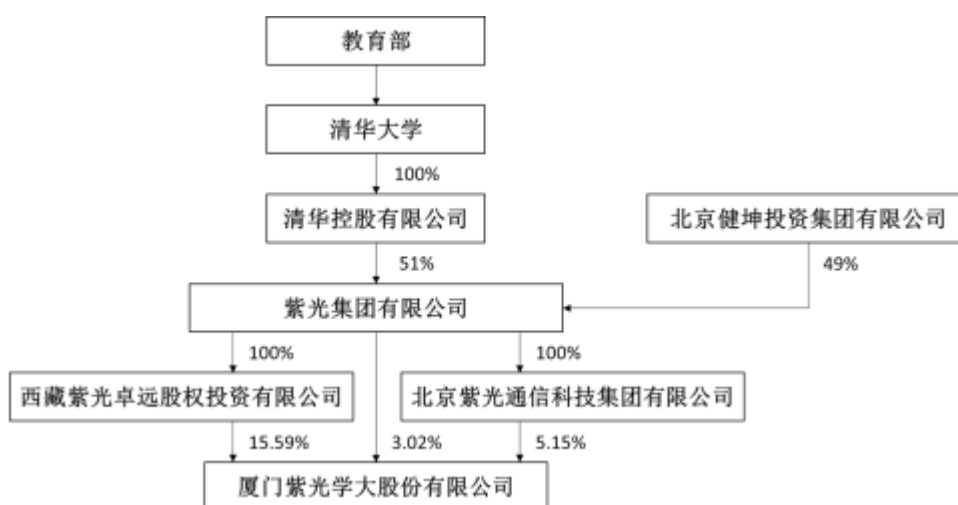 教育部
清华大学
100%
清华控股有限公司
北京健坤投资集团有限公司
51%
49%
紫光集团有限公司
100%
100%
西藏紫光卓远股权投资有限公司
北京紫光通信科技集团有限公司
15.59%
3.02%
5.15%
厦门紫光学大股份有限公司